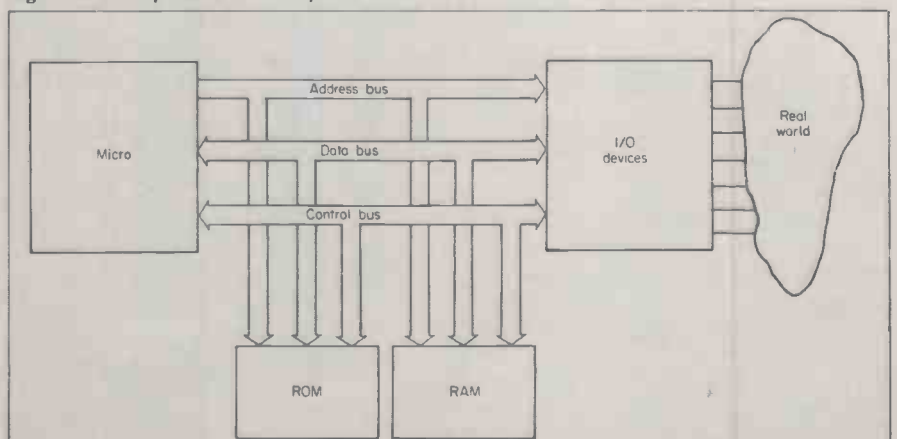 Address bus
Micro
Data bus
Control bus
I/O
devices
Real
world
ROM
RAM